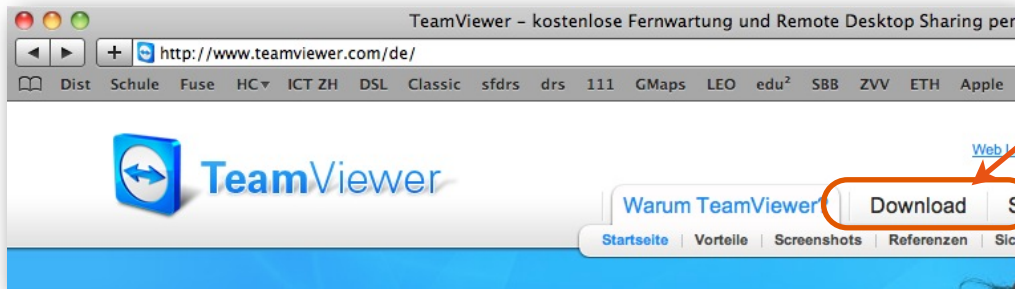 TeamViewer – kostenlose Fernwartung und Remote Desktop Sharing per
http://www.teamviewer.com/de/
Dist Schule Fuse HC▾ ICT ZH DSL Classic sfdrs drs 111 GMaps LEO edu² SBB ZVV ETH Apple
Web
TeamViewer
Warum TeamViewer? Download S
Startseite | Vorteile | Screenshots | Referenzen | Sic